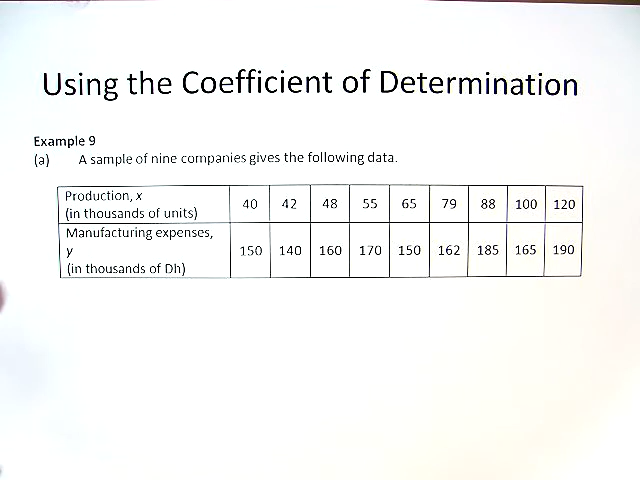 Using the Coefficient of Determination
Example 9
(a) A sample of nine companies gives the following data.
Production, x
(in thousands of units)
40 42 48 55 65 79 88 100 120
Manufacturing expenses,
y
(in thousands of Dh)
150 140 160 170 150 162 185 165 190